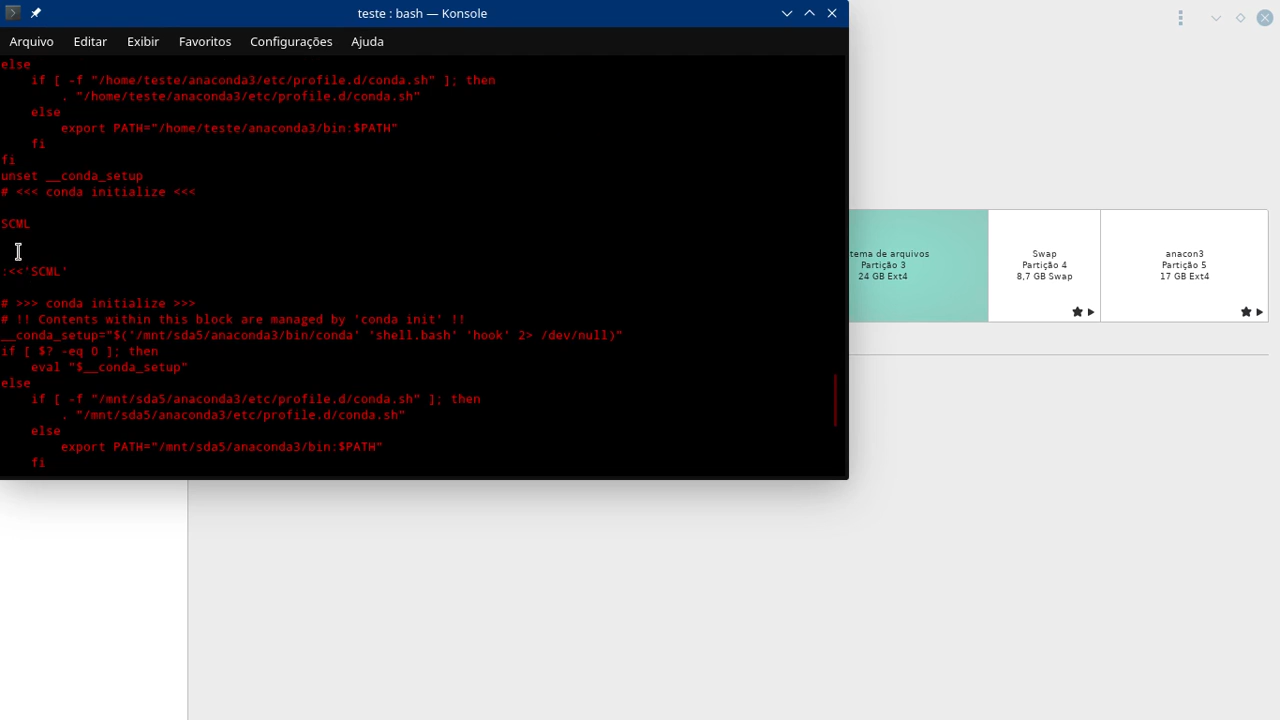 teste : bash — Konsole
Arquivo Editar Exibir Favoritos Configurações Ajuda
else
    if [ -f "/home/teste/anaconda3/etc/profile.d/conda.sh" ]; then
        . "/home/teste/anaconda3/etc/profile.d/conda.sh"
    else
        export PATH="/home/teste/anaconda3/bin:$PATH"
    fi
fi
unset __conda_setup
# <<< conda initialize <<<
SCML
:<<'SCML'
# >>> conda initialize >>>
# !! Contents within this block are managed by 'conda init' !!
__conda_setup="$('/mnt/sda5/anaconda3/bin/conda' 'shell.bash' 'hook' 2> /dev/null)"
if [ $? -eq 0 ]; then
    eval "$__conda_setup"
else
    if [ -f "/mnt/sda5/anaconda3/etc/profile.d/conda.sh" ]; then
        . "/mnt/sda5/anaconda3/etc/profile.d/conda.sh"
    else
        export PATH="/mnt/sda5/anaconda3/bin:$PATH"
    fi
tema de arquivos
Partição 3
24 GB Ext4
Swap
Partição 4
8,7 GB Swap
anacon3
Partição 5
17 GB Ext4